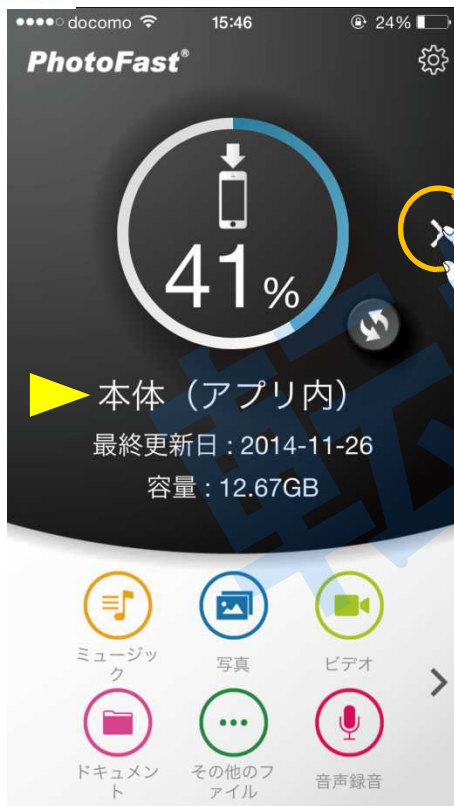 docomo 15:46 24%
PhotoFast®
41%
本体（アプリ内）
最終更新日 : 2014-11-26
容量 : 12.67GB
ミュージッ
ク
写真
ビデオ
ドキュメン
ト
その他のフ
ァイル
音声録音
転